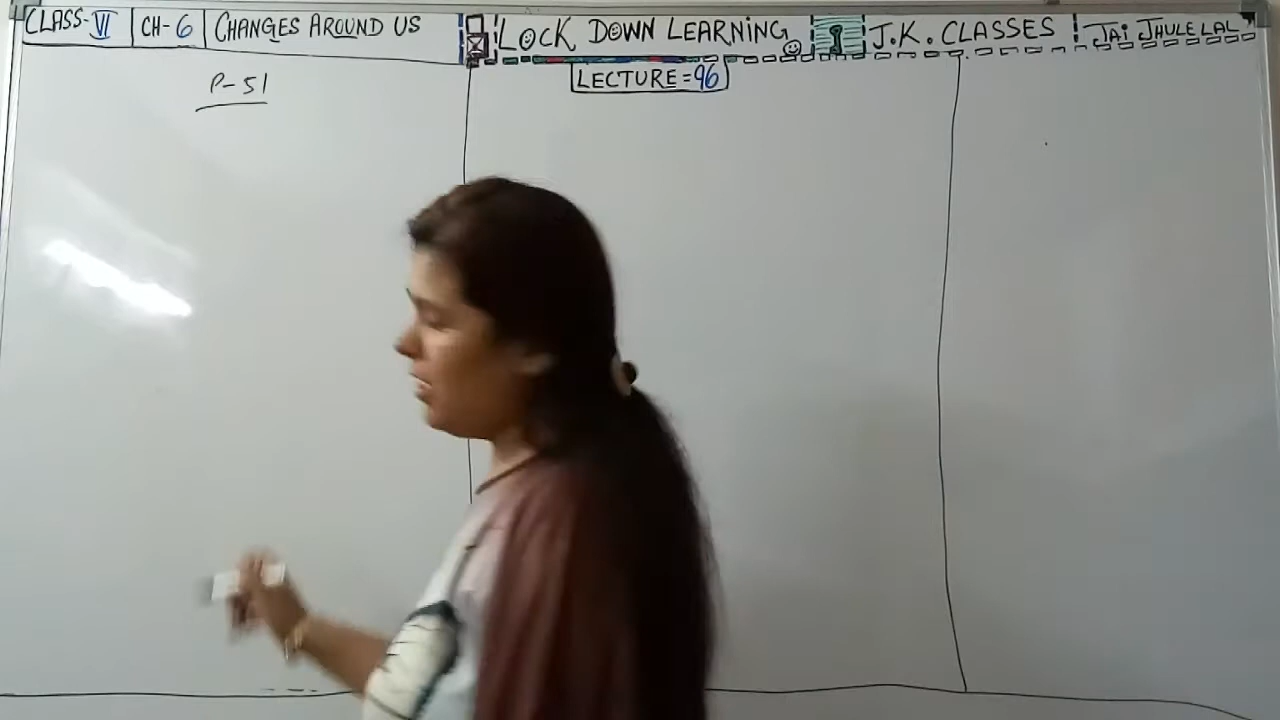 CLASS-VI CH-6 CHANGES AROUND US
LOCK DOWN LEARNING J.K. CLASSES JAI JHULELAL
LECTURE=96
P-51